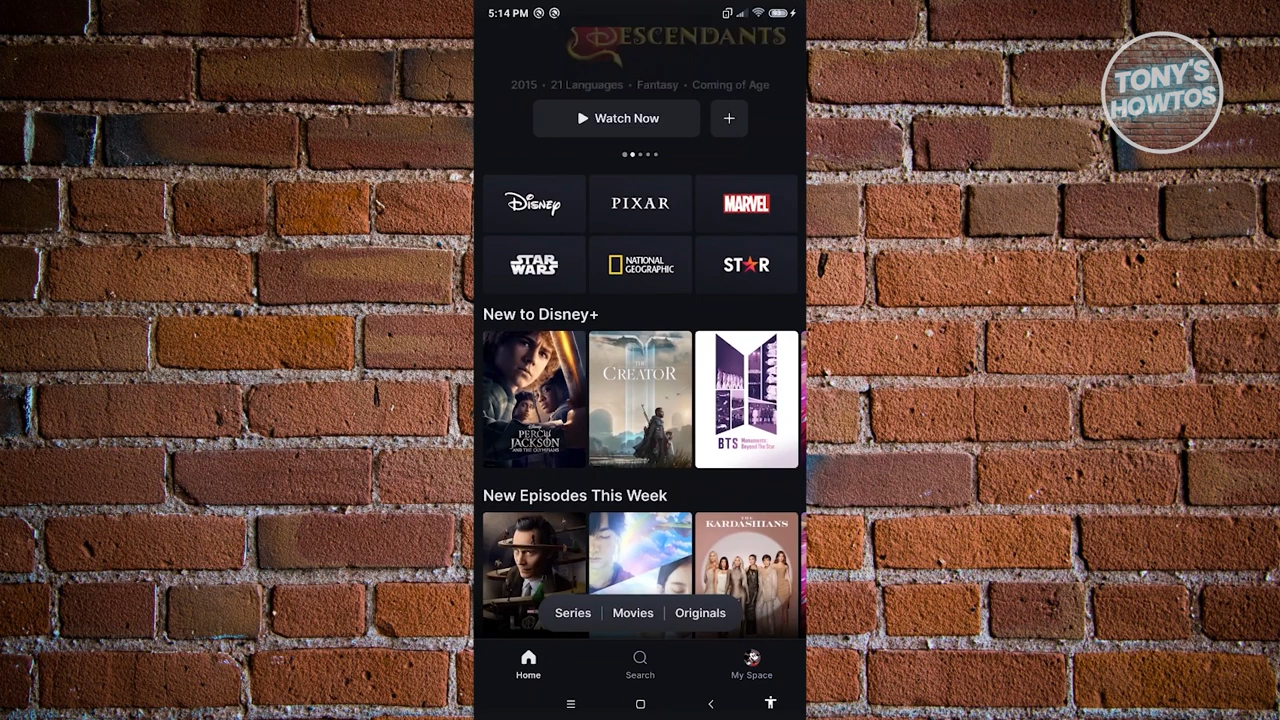 5:14 PM
DESCENDANTS
2015 • 21 Languages • Fantasy • Coming of Age
Watch Now
TONY'S
HOWTOS
Disney PIXAR MARVEL
STAR
WARS
NATIONAL
GEOGRAPHIC
STAR
New to Disney+
Disney
PERCY
JACKSON
AND THE OLYMPIANS
THE
CREATOR
BTS Monuments
Beyond The Star
New Episodes This Week
THE
KARDASHIANS
Series | Movies | Originals
Home Search My Space